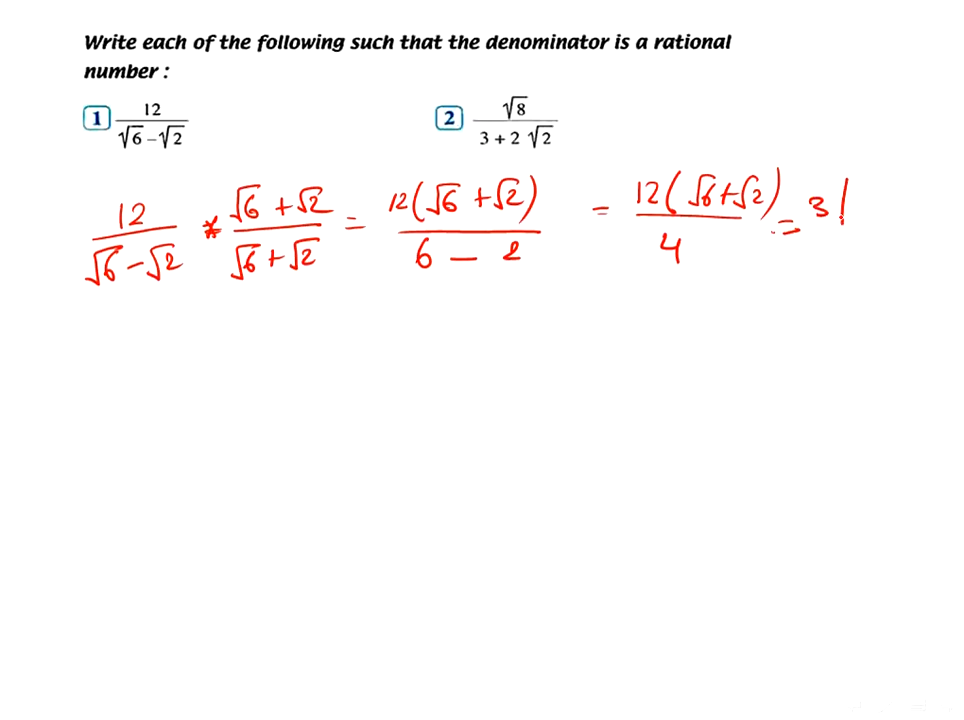 Write each of the following such that the denominator is a rational
number :
1 12 / (√6 – √2)
2 √8 / (3 + 2 √2)
12 / (√6 – √2) * (√6 + √2) / (√6 + √2) = 12(√6 + √2) / (6 – 2) = 12(√6 + √2) / 4 = 3